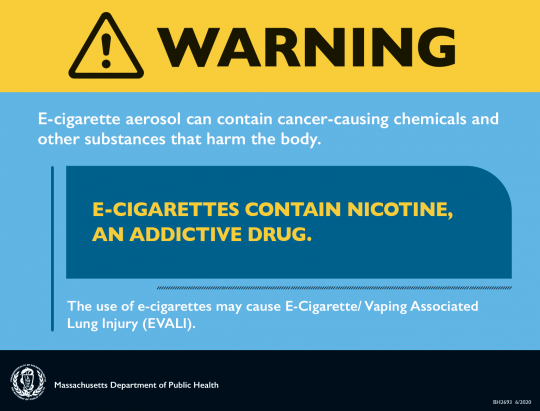 WARNING
E-cigarette aerosol can contain cancer-causing chemicals and
other substances that harm the body.
E-CIGARETTES CONTAIN NICOTINE,
AN ADDICTIVE DRUG.
The use of e-cigarettes may cause E-Cigarette/ Vaping Associated
Lung Injury (EVALI).
Massachusetts Department of Public Health
BH2693 6/2020